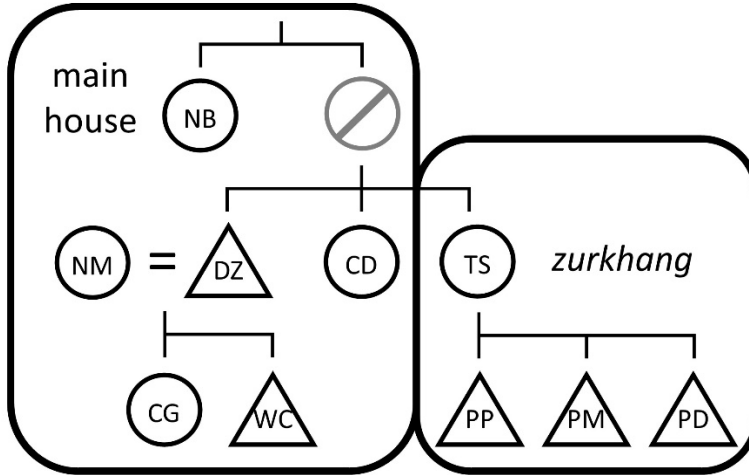 main
house
NB
NM = DZ CD TS zurkhang
CG WC PP PM PD